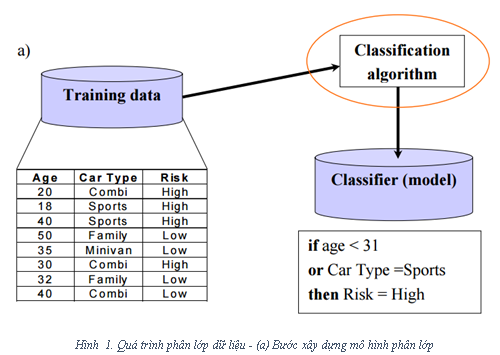 a)
Training data
Classification
algorithm
Classifier (model)
Age Car Type Risk
20 Combi High
18 Sports High
40 Sports High
50 Family Low
35 Minivan Low
30 Combi High
32 Family Low
40 Combi Low
if age < 31
or Car Type =Sports
then Risk = High
Hình 1. Quá trình phân lớp dữ liệu - (a) Bước xây dựng mô hình phân lớp